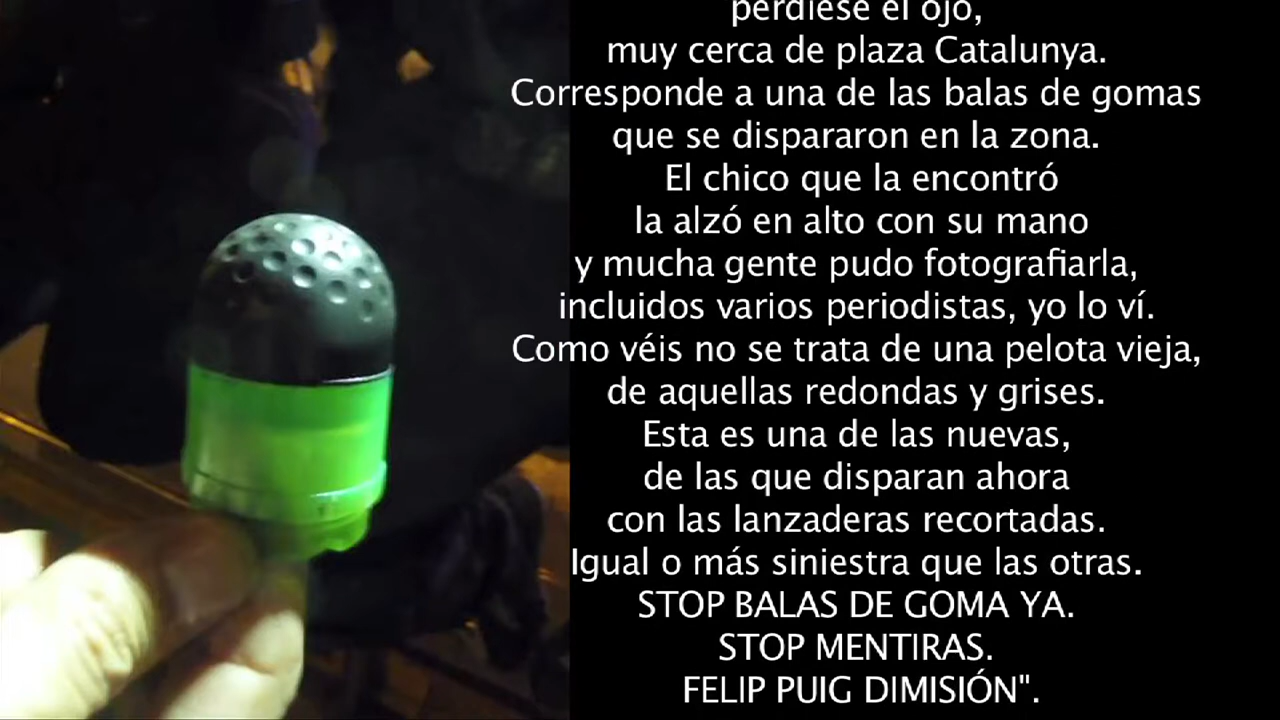 perdiese el ojo,
muy cerca de plaza Catalunya.
Corresponde a una de las balas de gomas
que se dispararon en la zona.
El chico que la encontró
la alzó en alto con su mano
y mucha gente pudo fotografiarla,
incluidos varios periodistas, yo lo ví.
Como véis no se trata de una pelota vieja,
de aquellas redondas y grises.
Esta es una de las nuevas,
de las que disparan ahora
con las lanzaderas recortadas.
Igual o más siniestra que las otras.
STOP BALAS DE GOMA YA.
STOP MENTIRAS.
FELIP PUIG DIMISIÓN".